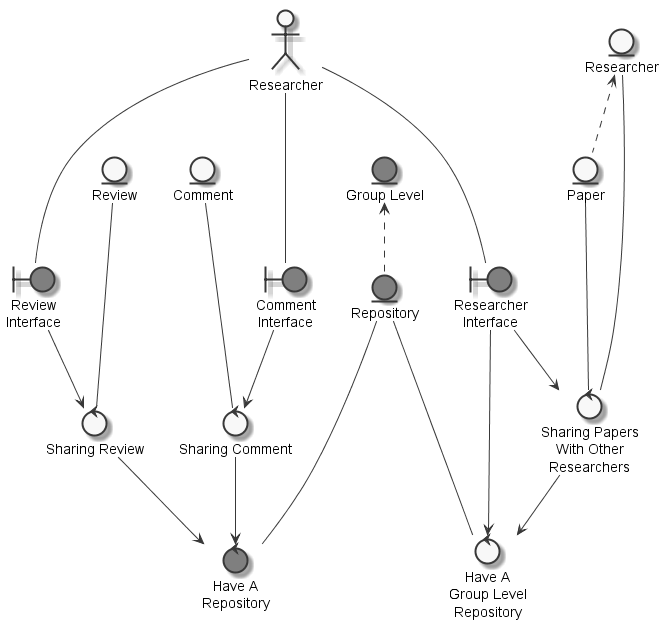 Researcher
Researcher
Review
Comment
Group Level
Paper
Review
Interface
Comment
Interface
Repository
Researcher
Interface
Sharing Review
Sharing Comment
Sharing Papers
With Other
Researchers
Have A
Repository
Have A
Group Level
Repository